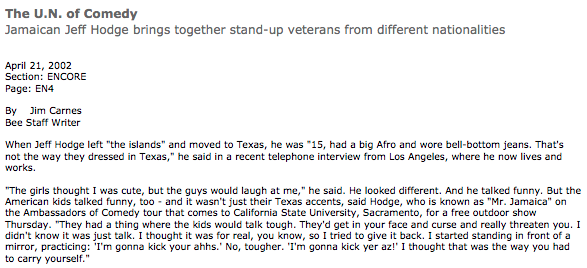 The U.N. of Comedy
Jamaican Jeff Hodge brings together stand-up veterans from different nationalities
April 21, 2002
Section: ENCORE
Page: EN4
By Jim Carnes
Bee Staff Writer
When Jeff Hodge left "the islands" and moved to Texas, he was "15, had a big Afro and wore bell-bottom jeans. That's
not the way they dressed in Texas," he said in a recent telephone interview from Los Angeles, where he now lives and
works.
"The girls thought I was cute, but the guys would laugh at me," he said. He looked different. And he talked funny. But the
American kids talked funny, too - and it wasn't just their Texas accents, said Hodge, who is known as "Mr. Jamaica" on
the Ambassadors of Comedy tour that comes to California State University, Sacramento, for a free outdoor show
Thursday. "They had a thing where the kids would talk tough. They'd get in your face and curse and really threaten you. I
didn't know it was just talk. I thought it was for real, you know, so I tried to give it back. I started standing in front of a
mirror, practicing: 'I'm gonna kick your ahhs.' No, tougher. 'I'm gonna kick yer az!' I thought that was the way you had
to carry yourself."